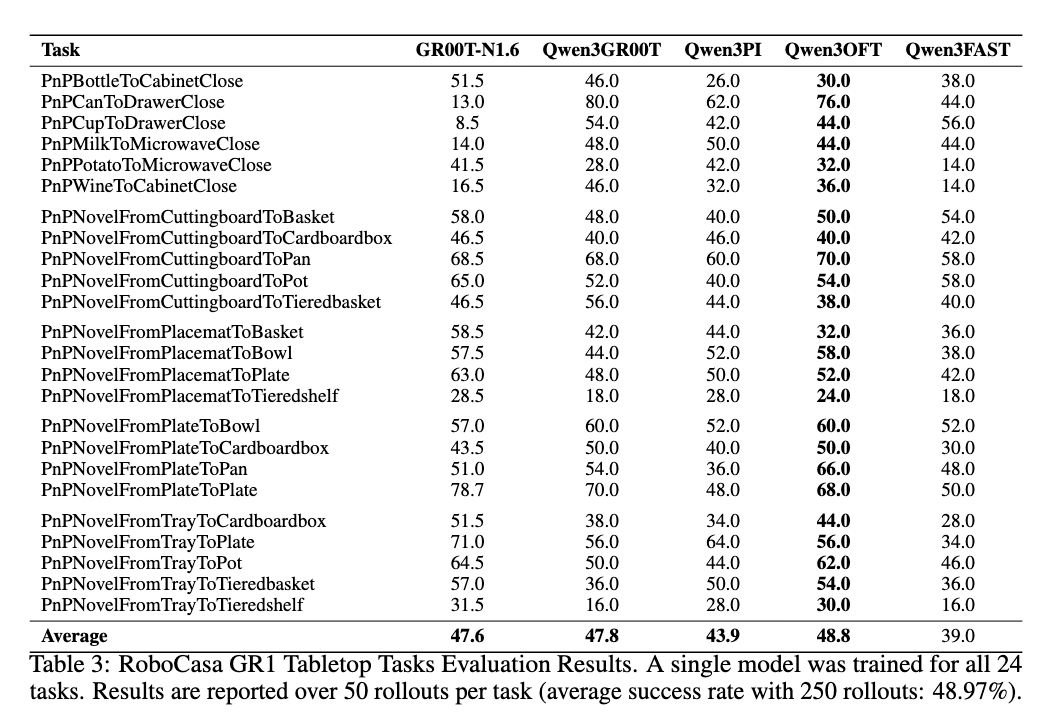 Task GR00T-N1.6 Qwen3GR00T Qwen3PI Qwen3OFT Qwen3FAST
PnPBottleToCabinetClose 51.5 46.0 26.0 30.0 38.0
PnPCanToDrawerClose 13.0 80.0 62.0 76.0 44.0
PnPCupToDrawerClose 8.5 54.0 42.0 44.0 56.0
PnPMilkToMicrowaveClose 14.0 48.0 50.0 44.0 44.0
PnPPotatoToMicrowaveClose 41.5 28.0 42.0 32.0 14.0
PnPWineToCabinetClose 16.5 46.0 32.0 36.0 14.0
PnPNovelFromCuttingboardToBasket 58.0 48.0 40.0 50.0 54.0
PnPNovelFromCuttingboardToCardboardbox 46.5 40.0 46.0 40.0 42.0
PnPNovelFromCuttingboardToPan 68.5 68.0 60.0 70.0 58.0
PnPNovelFromCuttingboardToPot 65.0 52.0 40.0 54.0 58.0
PnPNovelFromCuttingboardToTieredbasket 46.5 56.0 44.0 38.0 40.0
PnPNovelFromPlacematToBasket 58.5 42.0 44.0 32.0 36.0
PnPNovelFromPlacematToBowl 57.5 44.0 52.0 58.0 38.0
PnPNovelFromPlacematToPlate 63.0 48.0 50.0 52.0 42.0
PnPNovelFromPlacematToTieredshelf 28.5 18.0 28.0 24.0 18.0
PnPNovelFromPlateToBowl 57.0 60.0 52.0 60.0 52.0
PnPNovelFromPlateToCardboardbox 43.5 50.0 40.0 50.0 30.0
PnPNovelFromPlateToPan 51.0 54.0 36.0 66.0 48.0
PnPNovelFromPlateToPlate 78.7 70.0 48.0 68.0 50.0
PnPNovelFromTrayToCardboardbox 51.5 38.0 34.0 44.0 28.0
PnPNovelFromTrayToPlate 71.0 56.0 64.0 56.0 34.0
PnPNovelFromTrayToPot 64.5 50.0 44.0 62.0 46.0
PnPNovelFromTrayToTieredbasket 57.0 36.0 50.0 54.0 36.0
PnPNovelFromTrayToTieredshelf 31.5 16.0 28.0 30.0 16.0
Average 47.6 47.8 43.9 48.8 39.0
Table 3: RoboCasa GR1 Tabletop Tasks Evaluation Results. A single model was trained for all 24
tasks. Results are reported over 50 rollouts per task (average success rate with 250 rollouts: 48.97%).